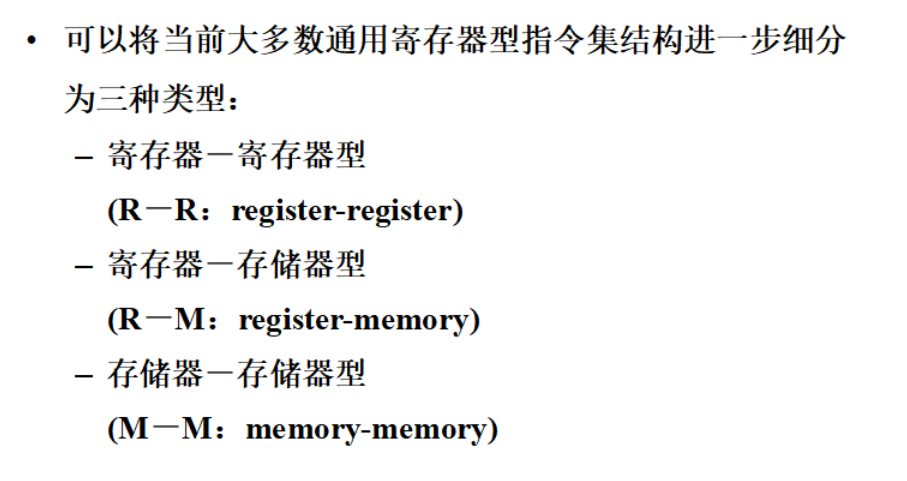 • 可以将当前大多数通用寄存器型指令集结构进一步细分
为三种类型：
– 寄存器－寄存器型
(R－R：register-register)
– 寄存器－存储器型
(R－M：register-memory)
– 存储器－存储器型
(M－M：memory-memory)